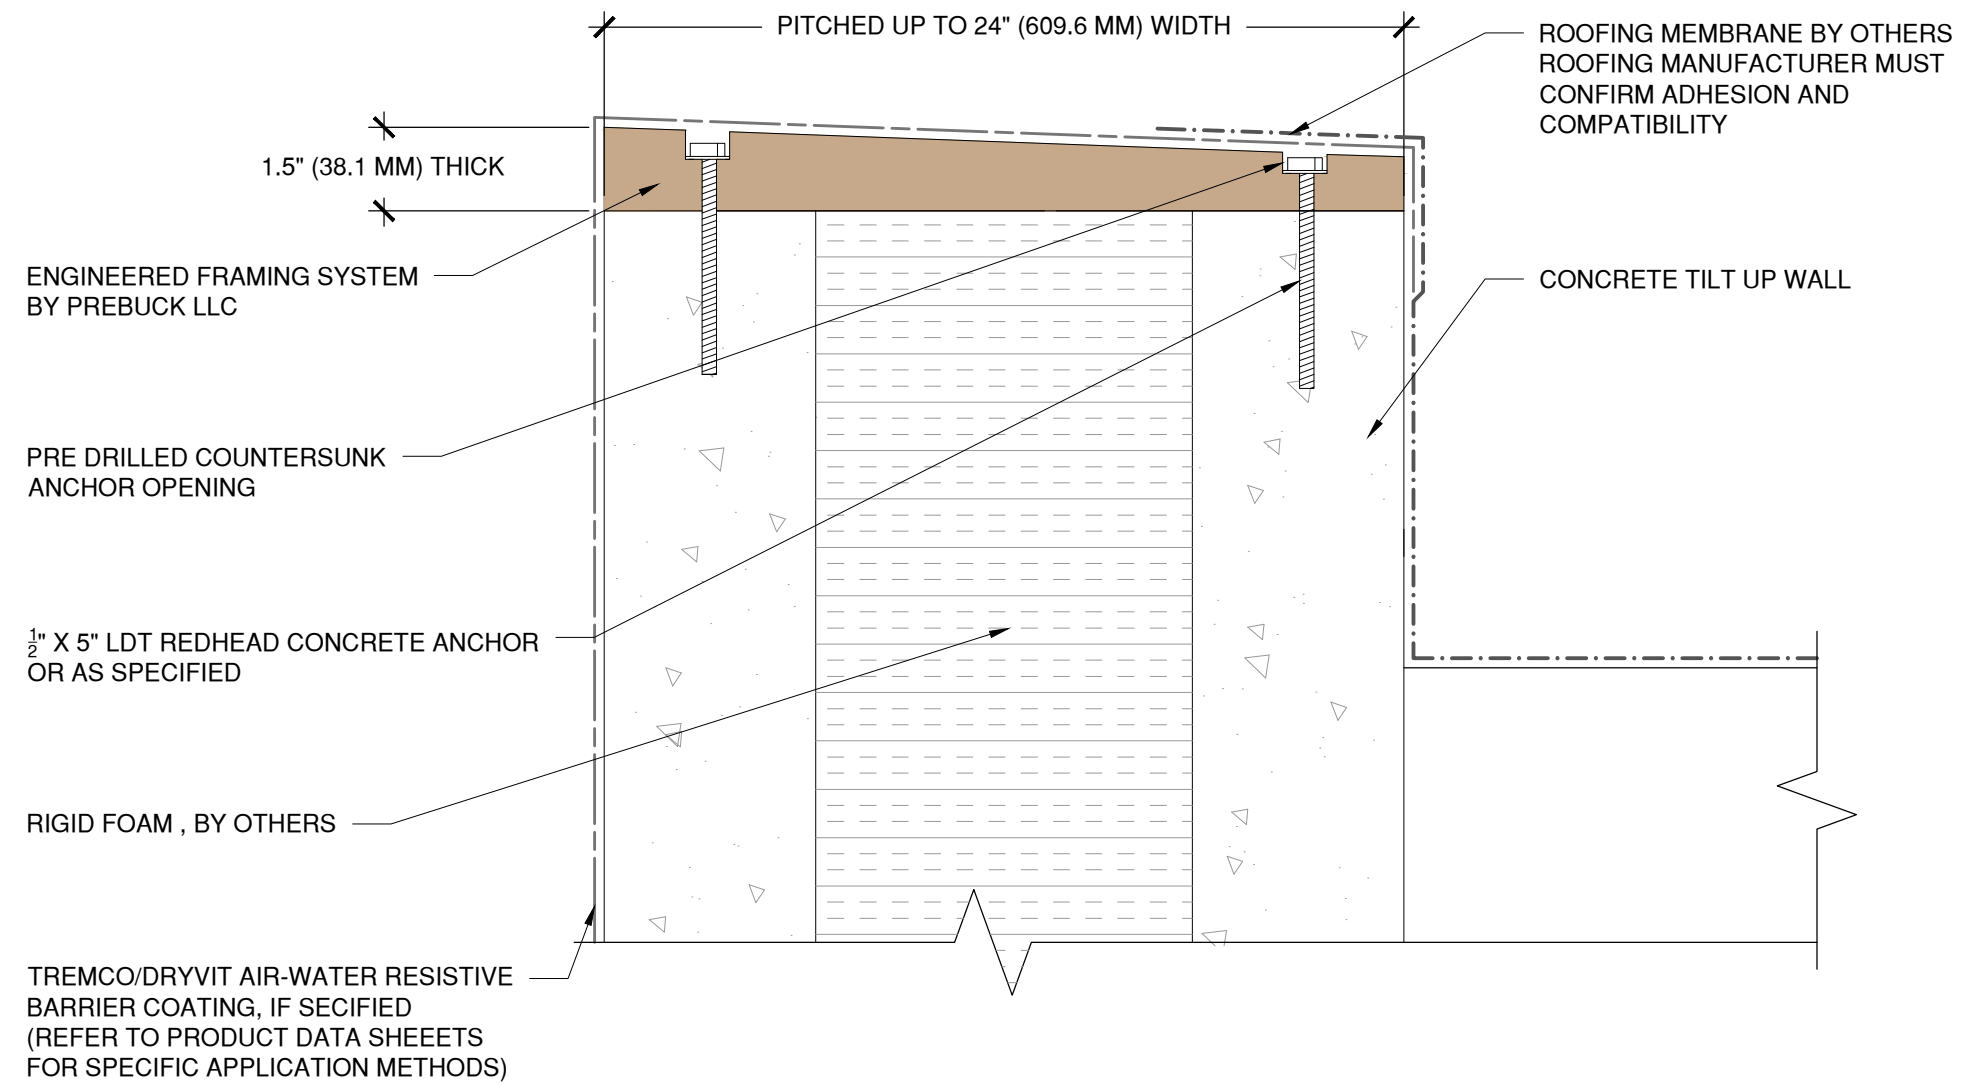 PITCHED UP TO 24" (609.6 MM) WIDTH
ROOFING MEMBRANE BY OTHERS
ROOFING MANUFACTURER MUST
CONFIRM ADHESION AND
COMPATIBILITY
1.5" (38.1 MM) THICK
ENGINEERED FRAMING SYSTEM
BY PREBUCK LLC
CONCRETE TILT UP WALL
PRE DRILLED COUNTERSUNK
ANCHOR OPENING
1/2" X 5" LDT REDHEAD CONCRETE ANCHOR
OR AS SPECIFIED
RIGID FOAM , BY OTHERS
TREMCO/DRYVIT AIR-WATER RESISTIVE
BARRIER COATING, IF SECIFIED
(REFER TO PRODUCT DATA SHEEETS
FOR SPECIFIC APPLICATION METHODS)